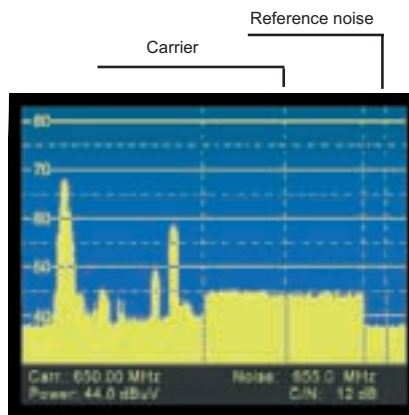 Reference noise
Carrier
80
70
60
50
40
Carr: 650.00 MHz Noise: 655.0 MHz
Power: 44.0 dBuV C/N: 12 dB